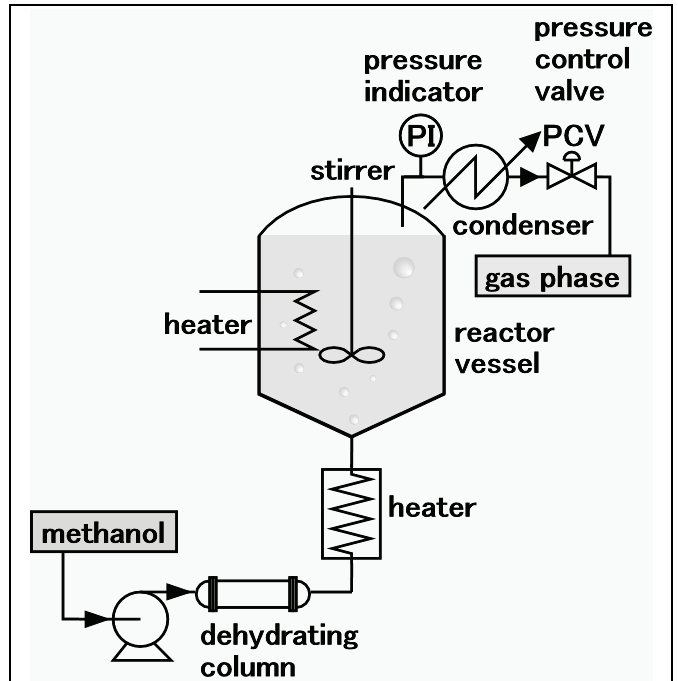 pressure
control
valve
pressure
indicator
PI
PCV
stirrer
condenser
gas phase
heater
reactor
vessel
heater
methanol
dehydrating
column